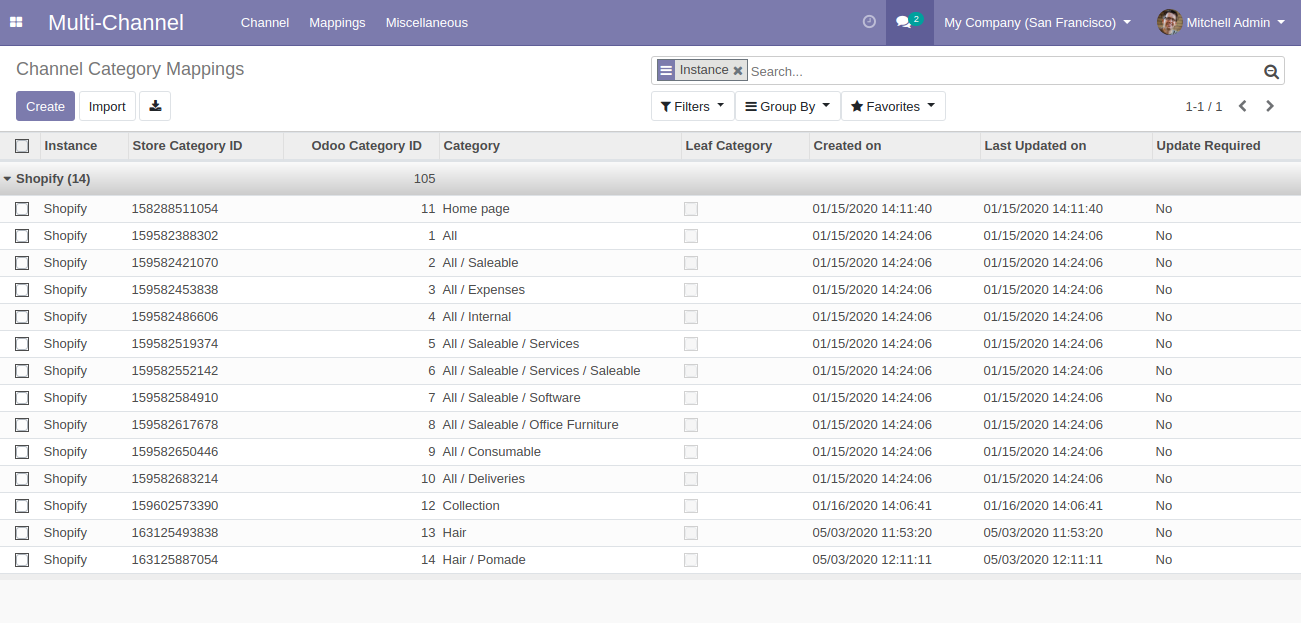 Multi-Channel Channel Mappings Miscellaneous 2 My Company (San Francisco) Mitchell Admin
Channel Category Mappings Instance Search...
Create Import Filters Group By Favorites 1-1 / 1
Instance Store Category ID Odoo Category ID Category Leaf Category Created on Last Updated on Update Required
Shopify (14) 105
Shopify 158288511054 11 Home page 01/15/2020 14:11:40 01/15/2020 14:11:40 No
Shopify 159582388302 1 All 01/15/2020 14:24:06 01/15/2020 14:24:06 No
Shopify 159582421070 2 All / Saleable 01/15/2020 14:24:06 01/15/2020 14:24:06 No
Shopify 159582453838 3 All / Expenses 01/15/2020 14:24:06 01/15/2020 14:24:06 No
Shopify 159582486606 4 All / Internal 01/15/2020 14:24:06 01/15/2020 14:24:06 No
Shopify 159582519374 5 All / Saleable / Services 01/15/2020 14:24:06 01/15/2020 14:24:06 No
Shopify 159582552142 6 All / Saleable / Services / Saleable 01/15/2020 14:24:06 01/15/2020 14:24:06 No
Shopify 159582584910 7 All / Saleable / Software 01/15/2020 14:24:06 01/15/2020 14:24:06 No
Shopify 159582617678 8 All / Saleable / Office Furniture 01/15/2020 14:24:06 01/15/2020 14:24:06 No
Shopify 159582650446 9 All / Consumable 01/15/2020 14:24:06 01/15/2020 14:24:06 No
Shopify 159582683214 10 All / Deliveries 01/15/2020 14:24:06 01/15/2020 14:24:06 No
Shopify 159602573390 12 Collection 01/16/2020 14:06:41 01/16/2020 14:06:41 No
Shopify 163125493838 13 Hair 05/03/2020 11:53:20 05/03/2020 11:53:20 No
Shopify 163125887054 14 Hair / Pomade 05/03/2020 12:11:11 05/03/2020 12:11:11 No